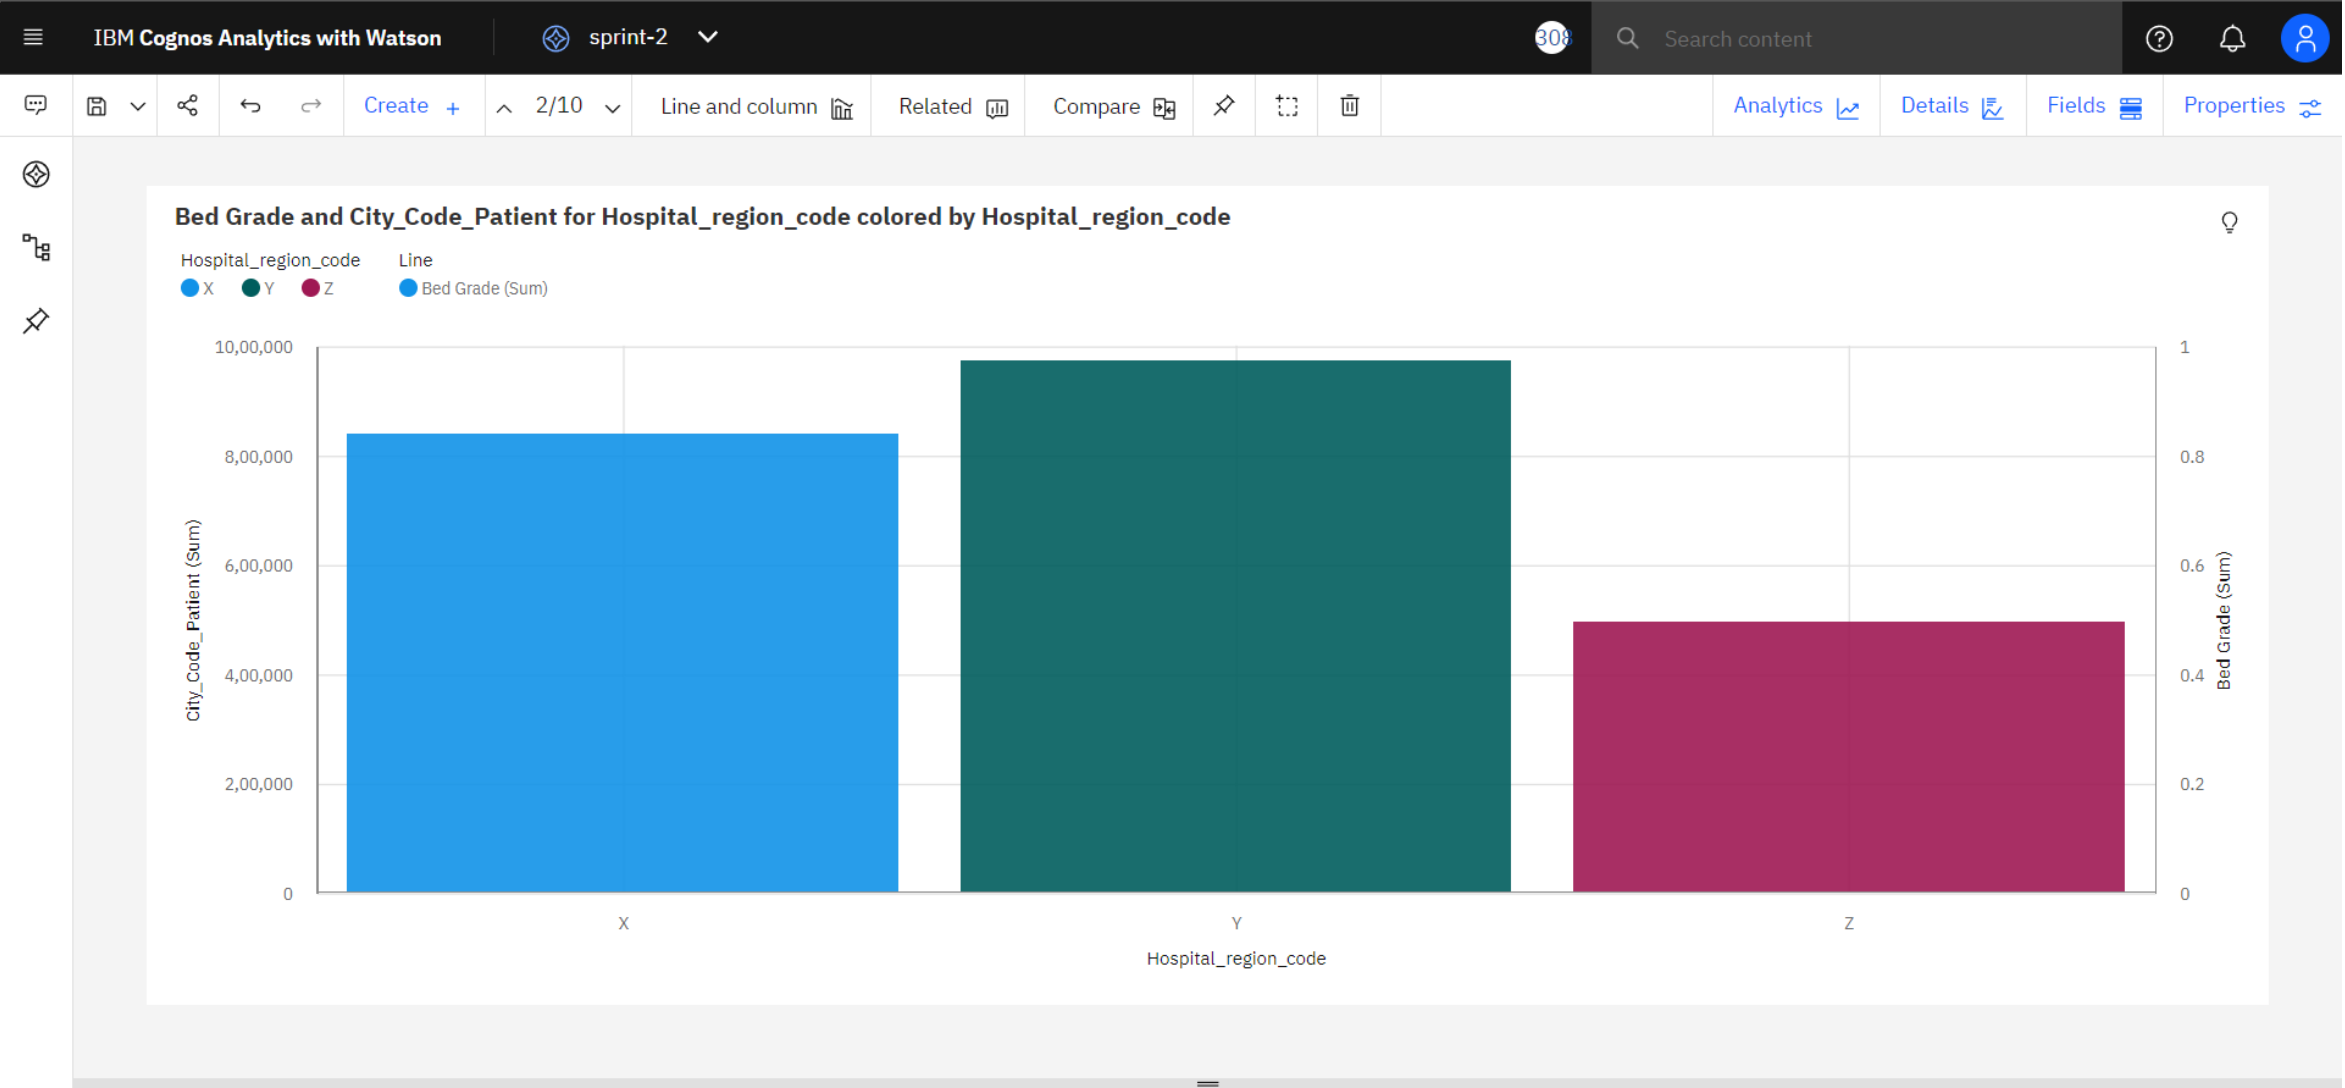 IBM Cognos Analytics with Watson
sprint-2
308
Search content
Create +
2/10
Line and column
Related
Compare
Analytics
Details
Fields
Properties
Bed Grade and City_Code_Patient for Hospital_region_code colored by Hospital_region_code
Hospital_region_code
Line
X
Y
Z
Bed Grade (Sum)
10,00,000
8,00,000
6,00,000
4,00,000
2,00,000
0
City_Code_Patient (Sum)
1
0.8
0.6
0.4
0.2
0
Bed Grade (Sum)
X
Y
Z
Hospital_region_code